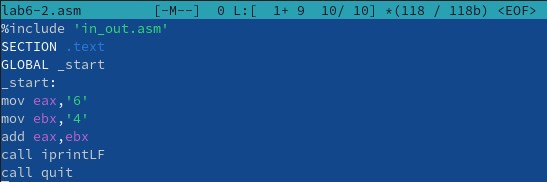 lab6-2.asm [-M--] 0 L:[ 1+ 9 10/ 10] *(118 / 118b) <EOF>
%include 'in_out.asm'
SECTION .text
GLOBAL _start
_start:
mov eax,'6'
mov ebx,'4'
add eax,ebx
call iprintLF
call quit